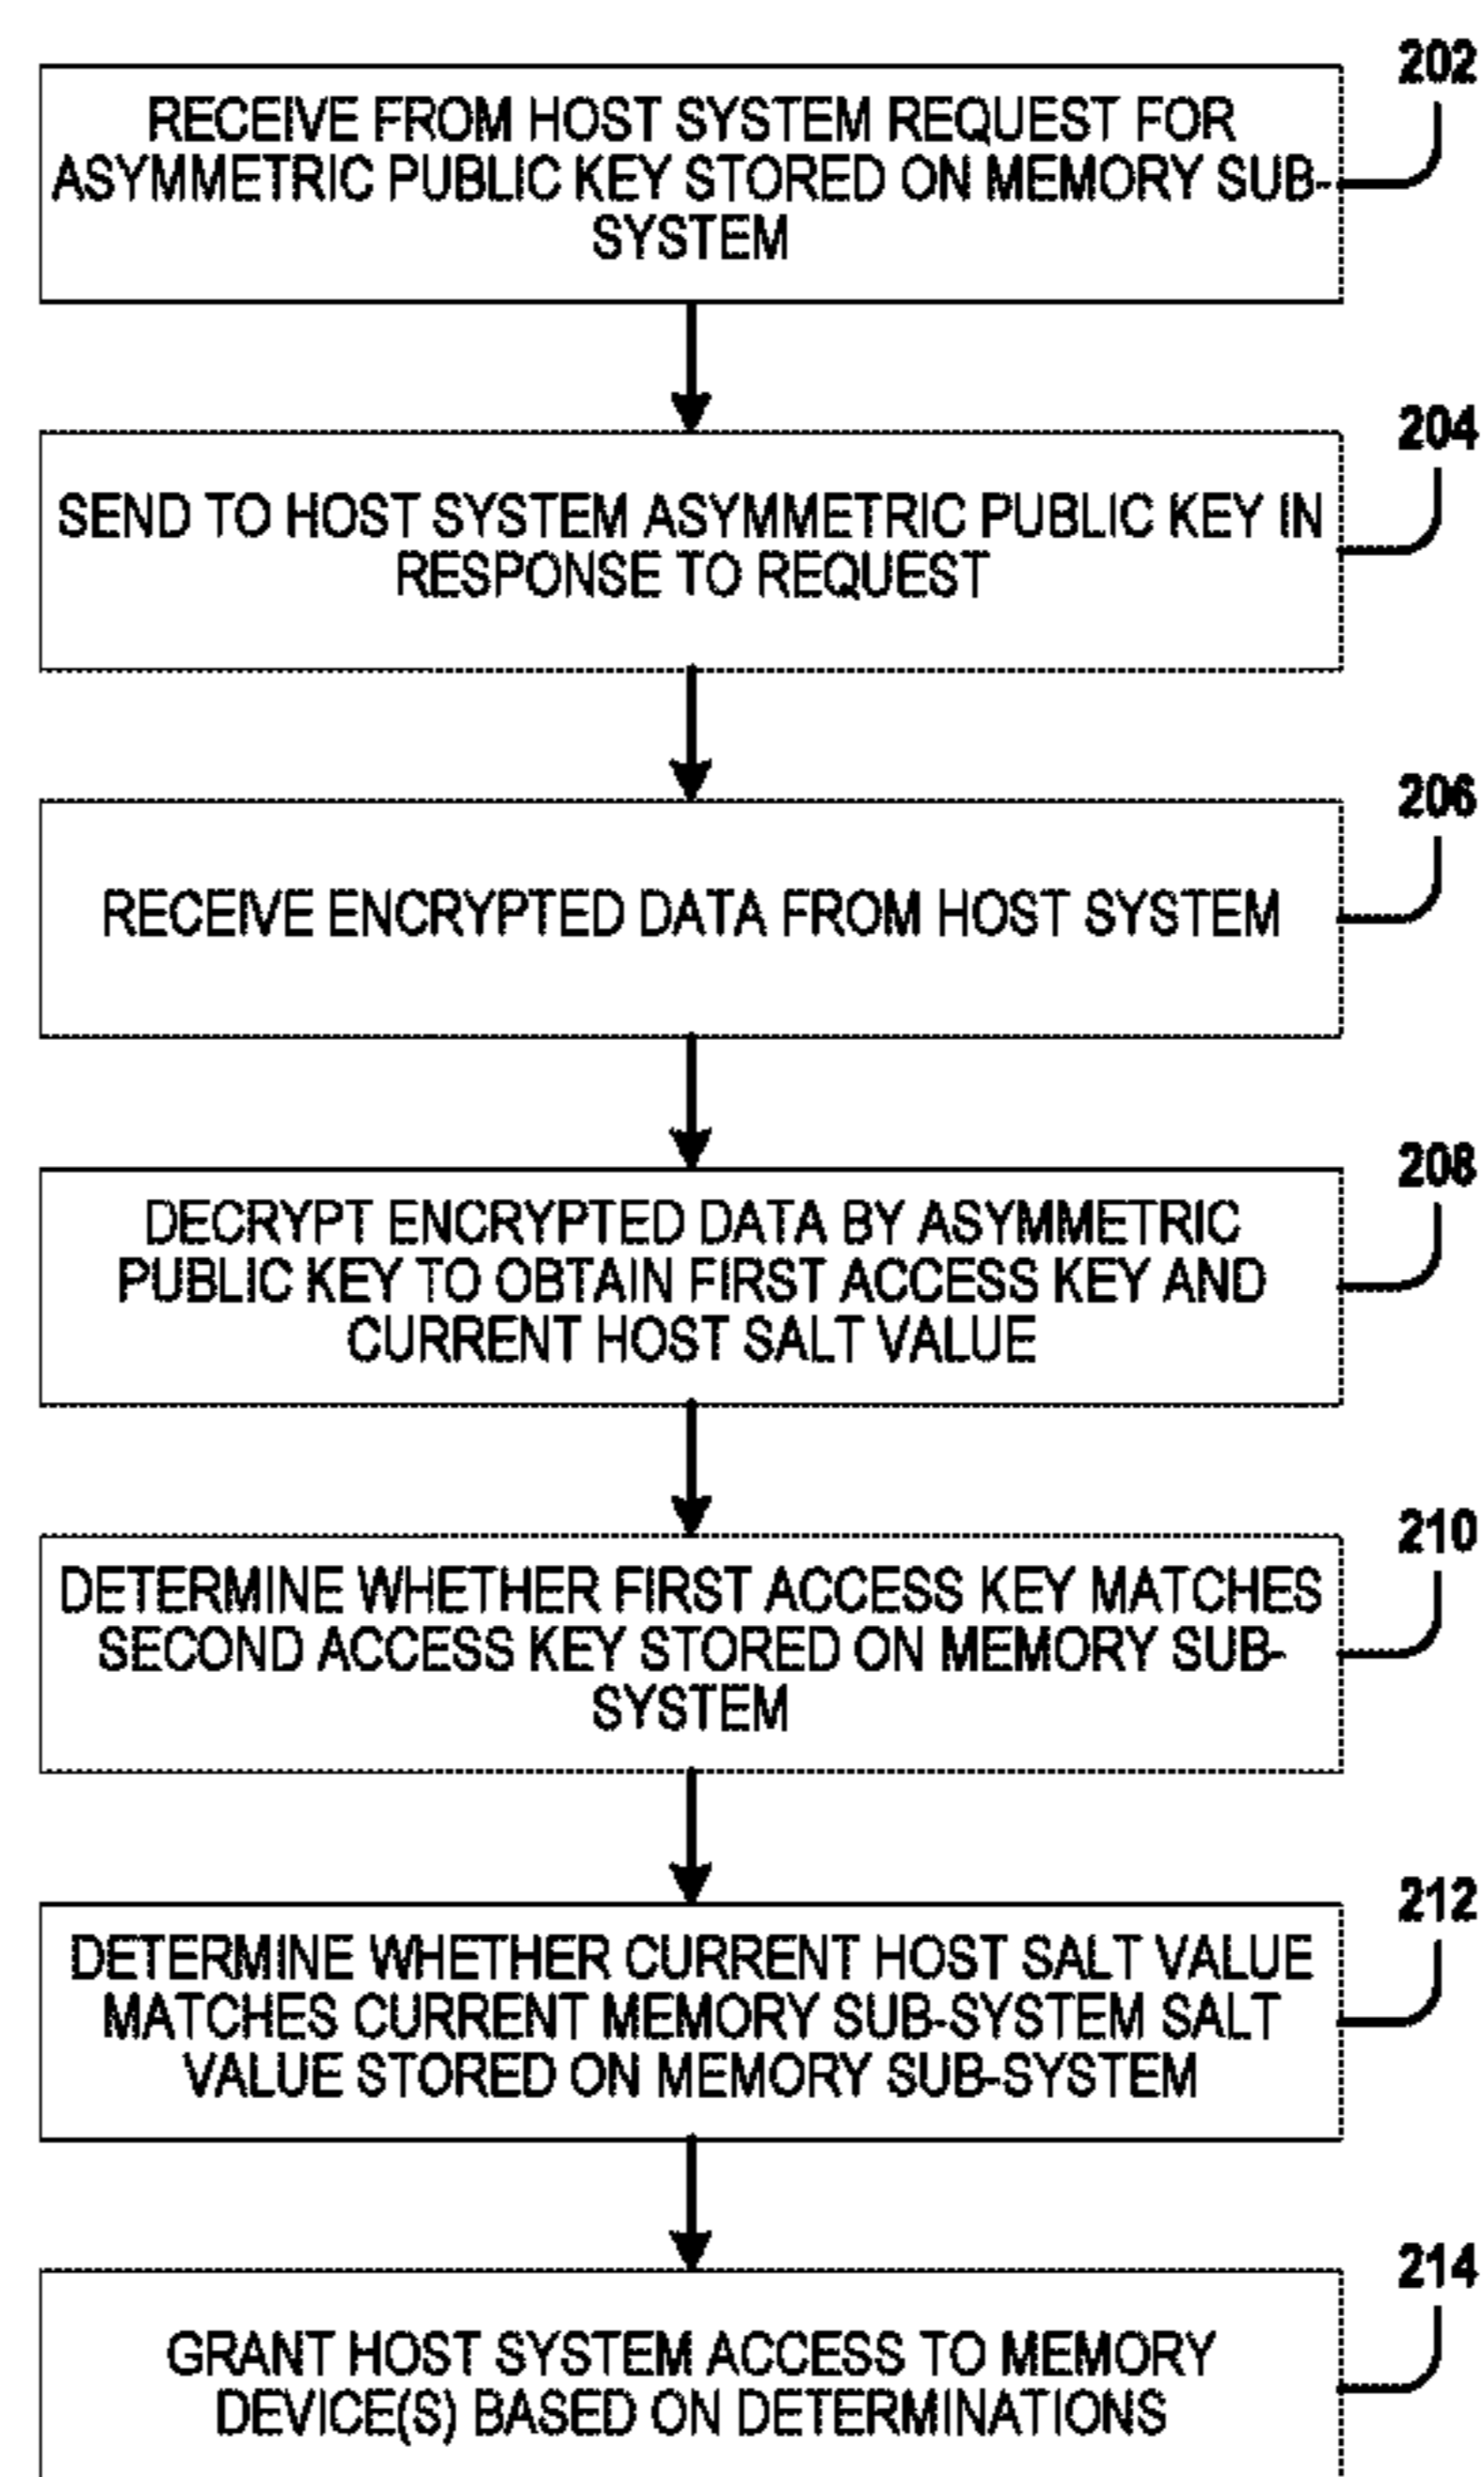 202
RECEIVE FROM HOST SYSTEM REQUEST FOR
ASYMMETRIC PUBLIC KEY STORED ON MEMORY SUB-
SYSTEM
204
SEND TO HOST SYSTEM ASYMMETRIC PUBLIC KEY IN
RESPONSE TO REQUEST
206
RECEIVE ENCRYPTED DATA FROM HOST SYSTEM
208
DECRYPT ENCRYPTED DATA BY ASYMMETRIC
PUBLIC KEY TO OBTAIN FIRST ACCESS KEY AND
CURRENT HOST SALT VALUE
210
DETERMINE WHETHER FIRST ACCESS KEY MATCHES
SECOND ACCESS KEY STORED ON MEMORY SUB-
SYSTEM
212
DETERMINE WHETHER CURRENT HOST SALT VALUE
MATCHES CURRENT MEMORY SUB-SYSTEM SALT
VALUE STORED ON MEMORY SUB-SYSTEM
214
GRANT HOST SYSTEM ACCESS TO MEMORY
DEVICE(S) BASED ON DETERMINATIONS